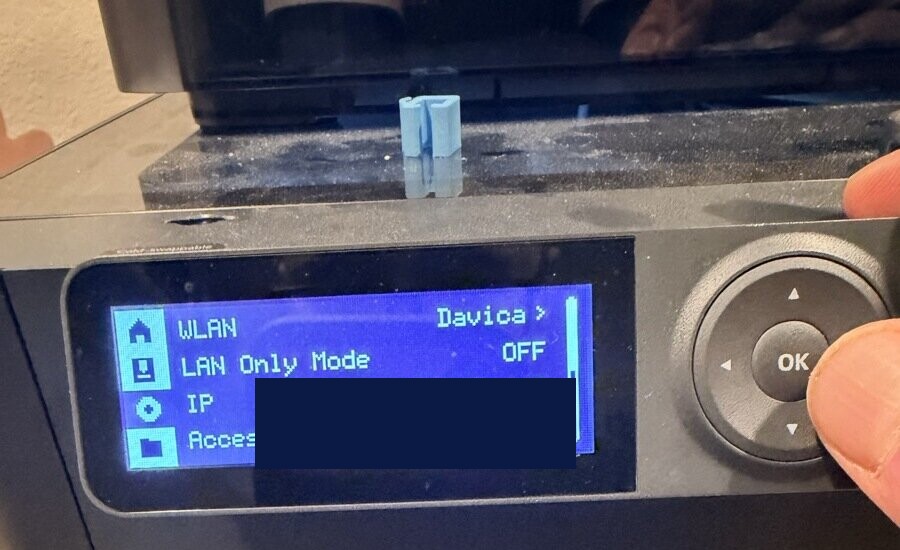 WLAN Davica >
LAN Only Mode OFF
IP
Acces
OK